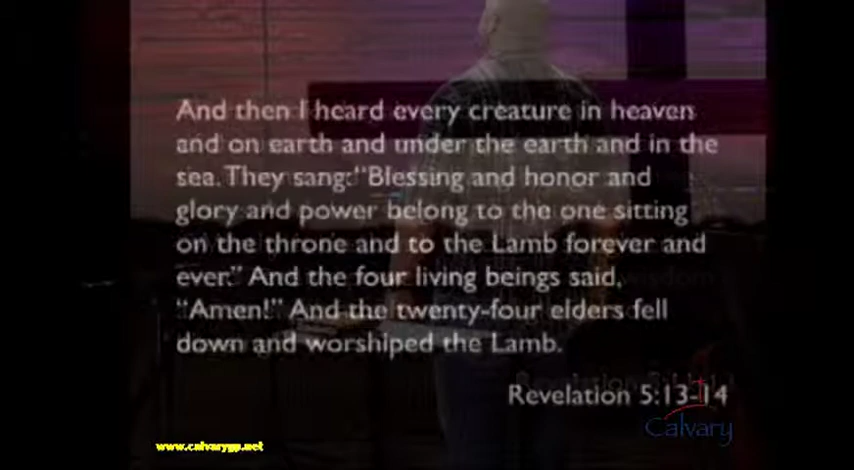 And then I heard every creature in heaven
and on earth and under the earth and in the
sea. They sang: "Blessing and honor and
glory and power belong to the one sitting
on the throne and to the Lamb forever and
ever." And the four living beings said,
"Amen!" And the twenty-four elders fell
down and worshiped the Lamb.
Revelation 5:13-14
Calvary
www.calvarygp.net